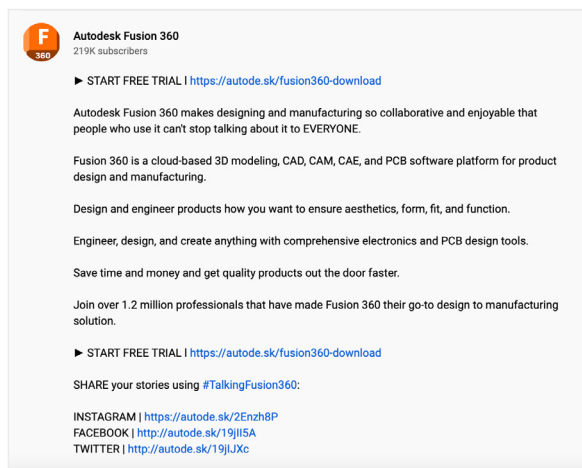 F
360
Autodesk Fusion 360
219K subscribers
► START FREE TRIAL | https://autode.sk/fusion360-download
Autodesk Fusion 360 makes designing and manufacturing so collaborative and enjoyable that
people who use it can't stop talking about it to EVERYONE.
Fusion 360 is a cloud-based 3D modeling, CAD, CAM, CAE, and PCB software platform for product
design and manufacturing.
Design and engineer products how you want to ensure aesthetics, form, fit, and function.
Engineer, design, and create anything with comprehensive electronics and PCB design tools.
Save time and money and get quality products out the door faster.
Join over 1.2 million professionals that have made Fusion 360 their go-to design to manufacturing
solution.
► START FREE TRIAL | https://autode.sk/fusion360-download
SHARE your stories using #TalkingFusion360:
INSTAGRAM | https://autode.sk/2Enzh8P
FACEBOOK | http://autode.sk/19jII5A
TWITTER | http://autode.sk/19jIJXc